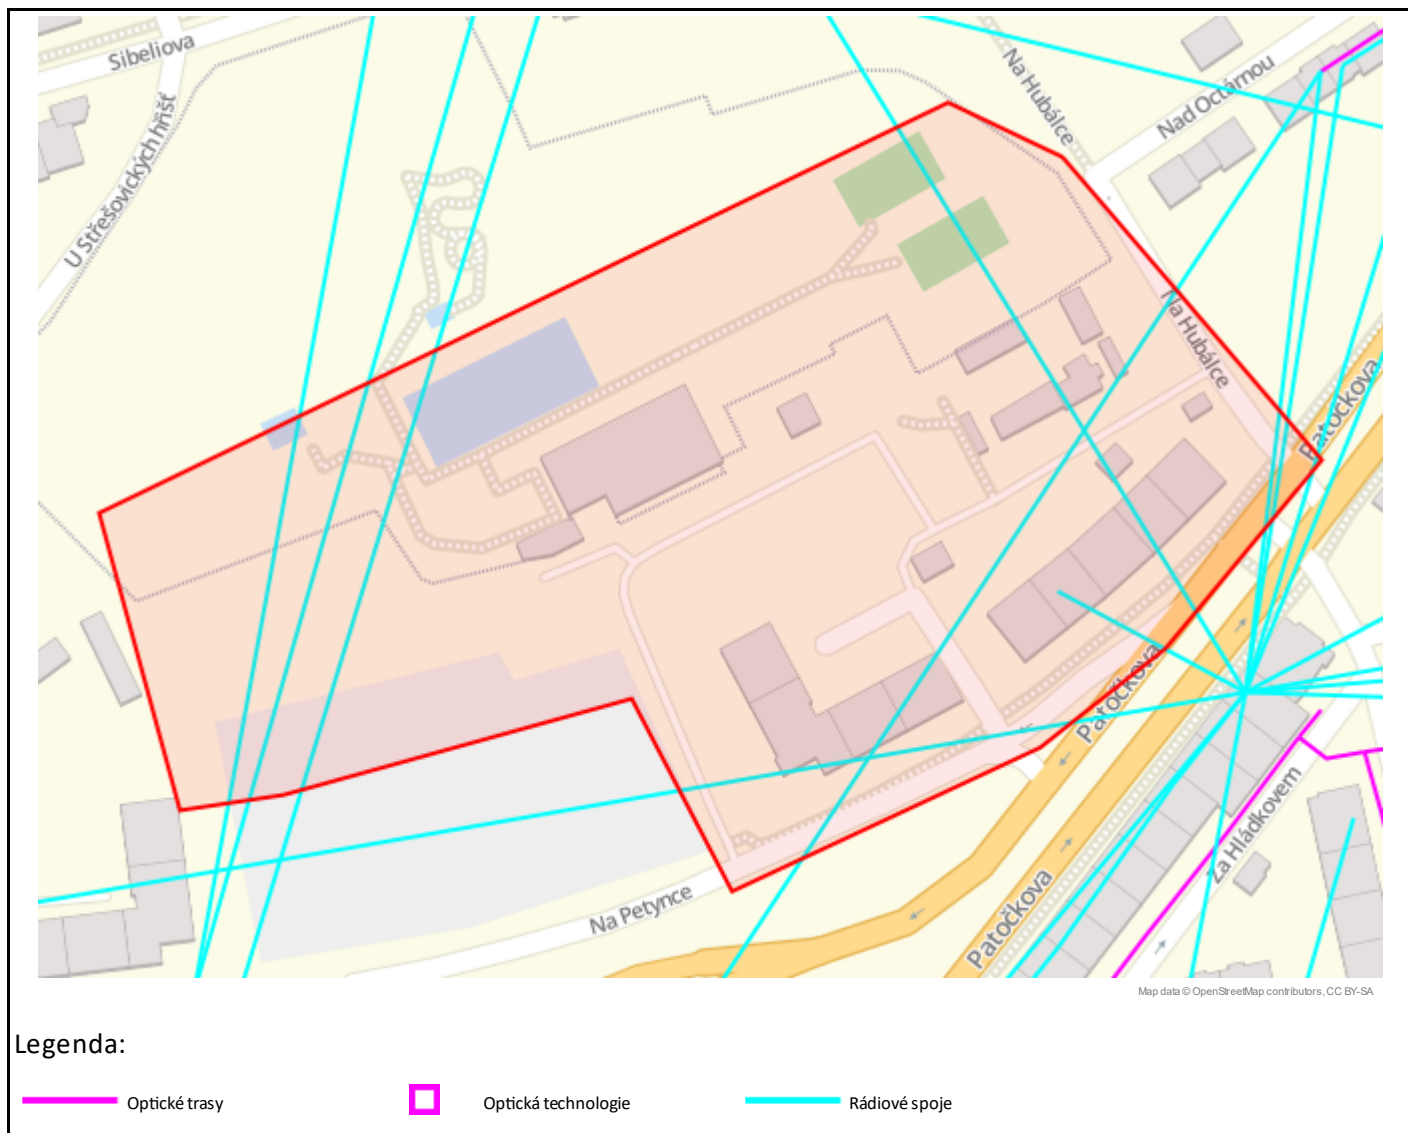 Sibeliova
U Střešovických hřišť
Na Hubálce
Nad Octárnou
Na Hubálce
Patočkova
Patočkova
Za Hládkovem
Na Petynce
Patočkova
Map data © OpenStreetMap contributors, CC BY-SA
Legenda:
Optické trasy
Optická technologie
Rádiové spoje